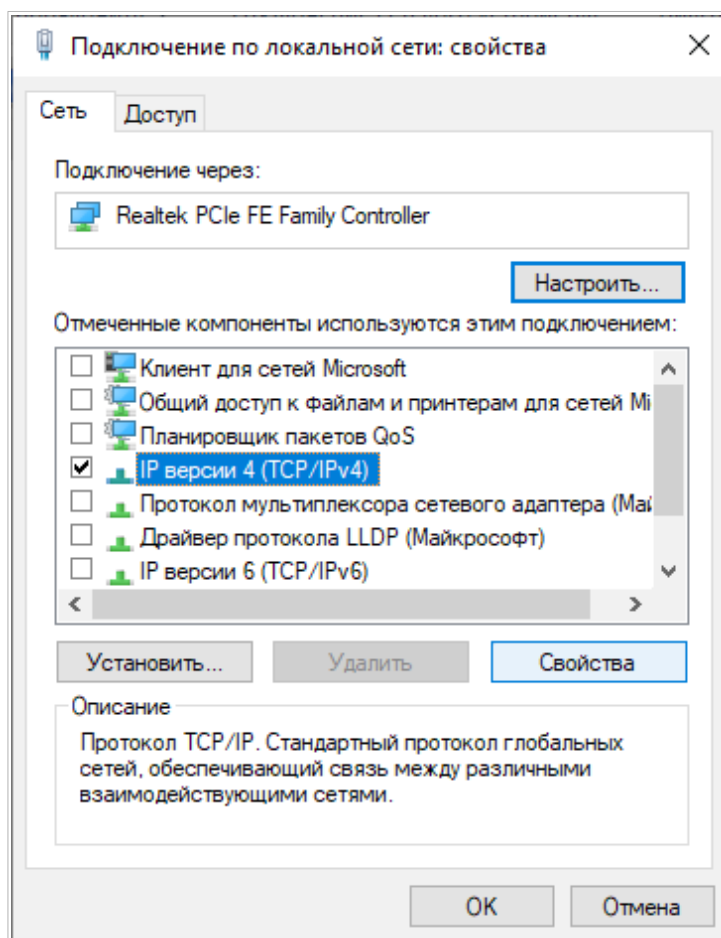 Подключение по локальной сети: свойства
Сеть
Доступ
Подключение через:
Realtek PCIe FE Family Controller
Настроить...
Отмеченные компоненты используются этим подключением:
Клиент для сетей Microsoft
Общий доступ к файлам и принтерам для сетей Mi
Планировщик пакетов QoS
IP версии 4 (TCP/IPv4)
Протокол мультиплексора сетевого адаптера (Май
Драйвер протокола LLDP (Майкрософт)
IP версии 6 (TCP/IPv6)
Установить...
Удалить
Свойства
Описание
Протокол TCP/IP. Стандартный протокол глобальных
сетей, обеспечивающий связь между различными
взаимодействующими сетями.
OK
Отмена